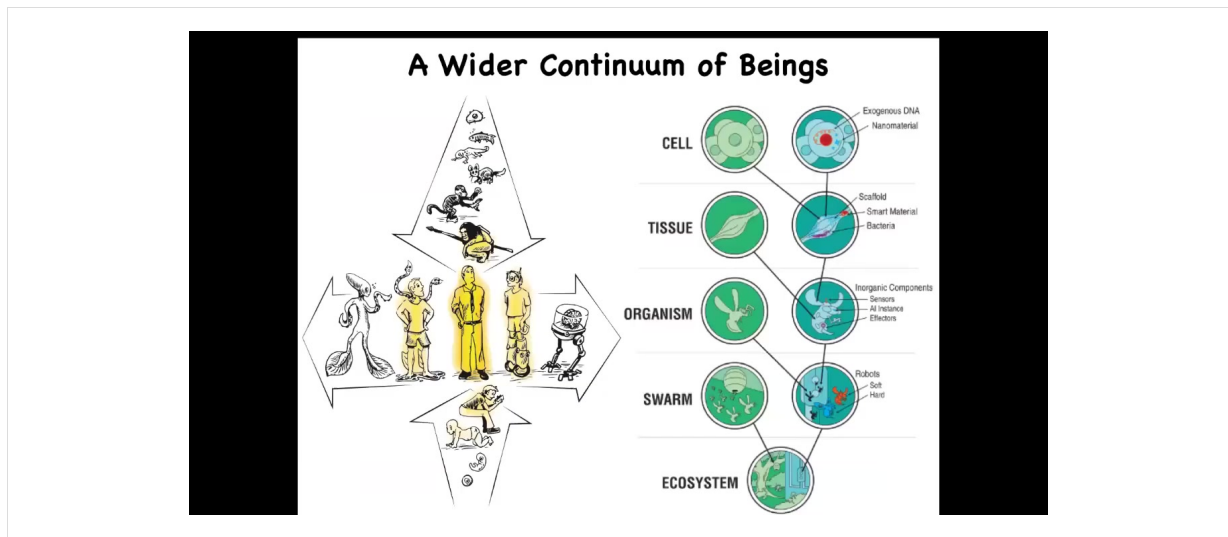 A Wider Continuum of Beings
CELL
Exogenous DNA
Nanomaterial
TISSUE
Scaffold
Smart Material
Bacteria
ORGANISM
Inorganic Components
Sensors
AI Instance
Effectors
SWARM
Robots
Soft
Hard
ECOSYSTEM